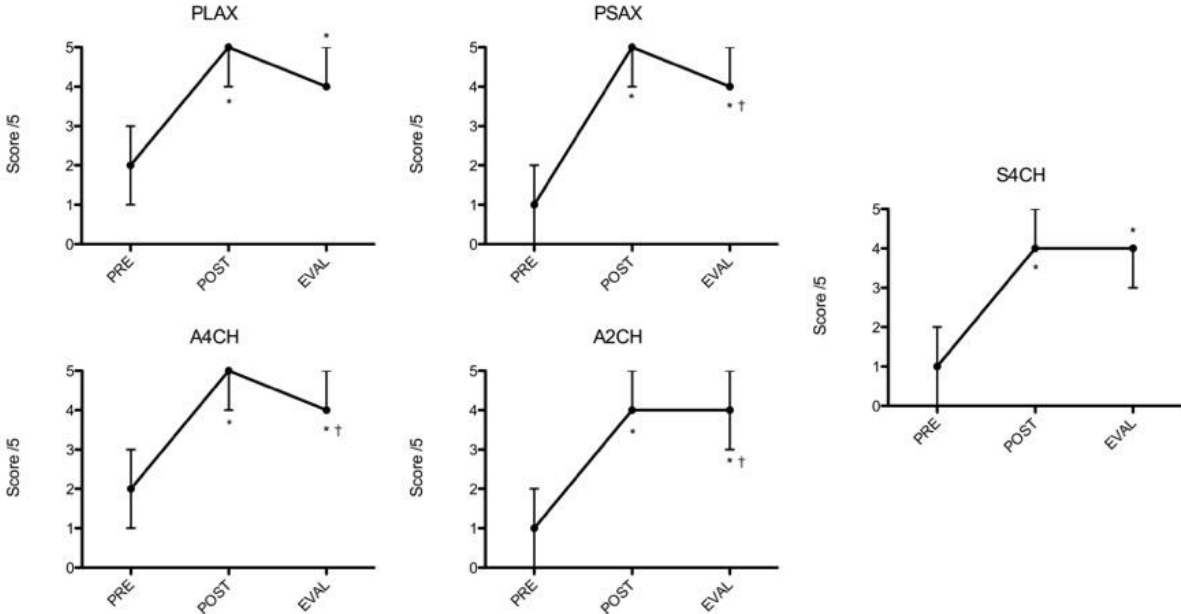 PLAX
Score /5
5
*
4
*
3
2
1
0
PRE
POST
EVAL
PSAX
Score /5
5
4
* * †
3
2
1
0
PRE
POST
EVAL
A4CH
Score /5
5
4
* * †
3
2
1
0
PRE
POST
EVAL
A2CH
Score /5
5
4
*
3
* †
2
1
0
PRE
POST
EVAL
S4CH
Score /5
5
*
4
*
3
2
1
0
PRE
POST
EVAL